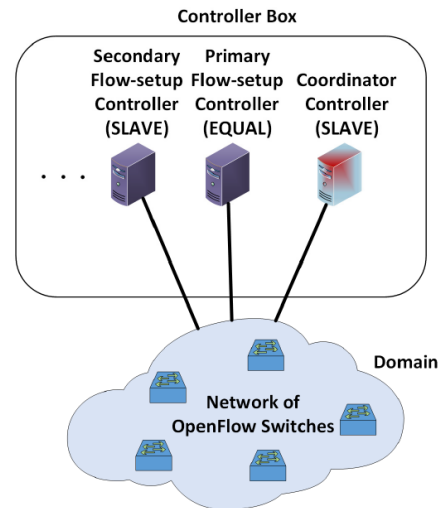 Controller Box
Secondary
Flow-setup
Controller
(SLAVE)
Primary
Flow-setup
Controller
(EQUAL)
Coordinator
Controller
(SLAVE)
. . .
Domain
Network of
OpenFlow Switches